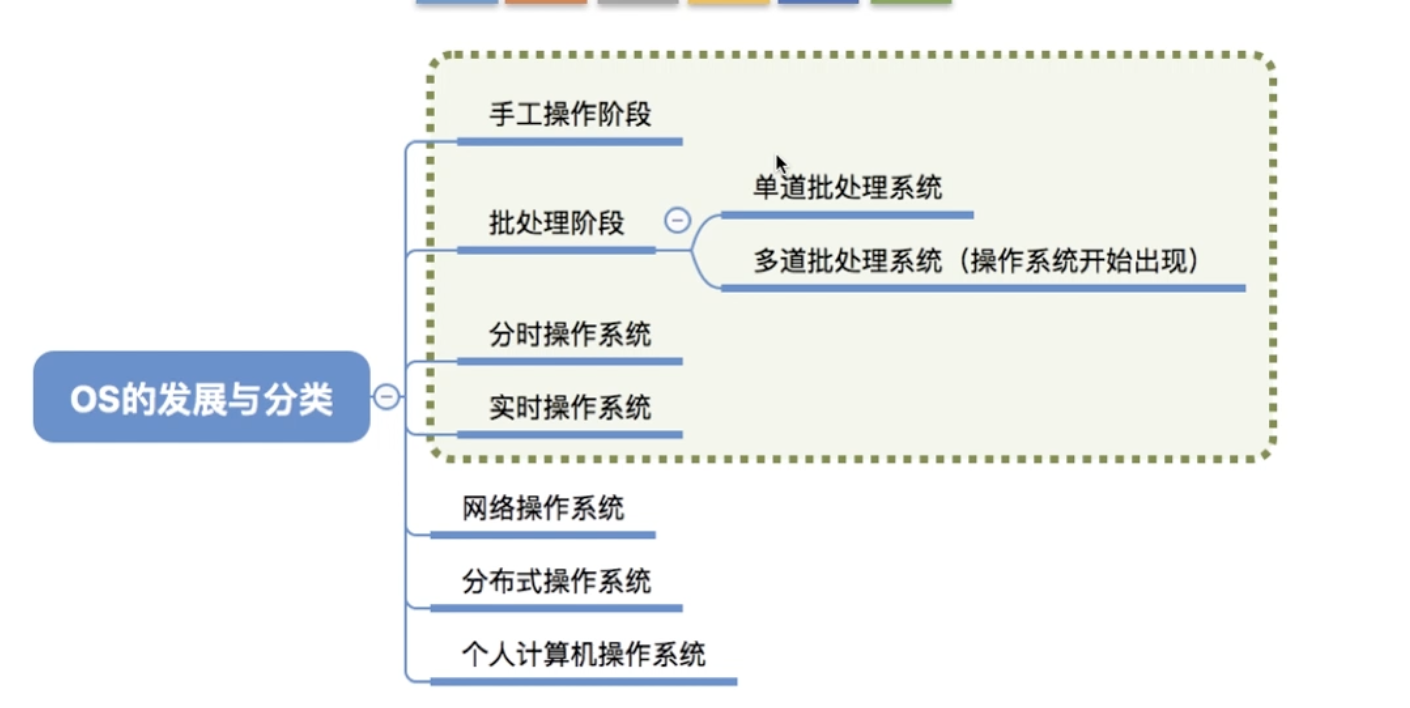 手工操作阶段
单道批处理系统
批处理阶段
多道批处理系统（操作系统开始出现）
分时操作系统
OS的发展与分类
实时操作系统
网络操作系统
分布式操作系统
个人计算机操作系统